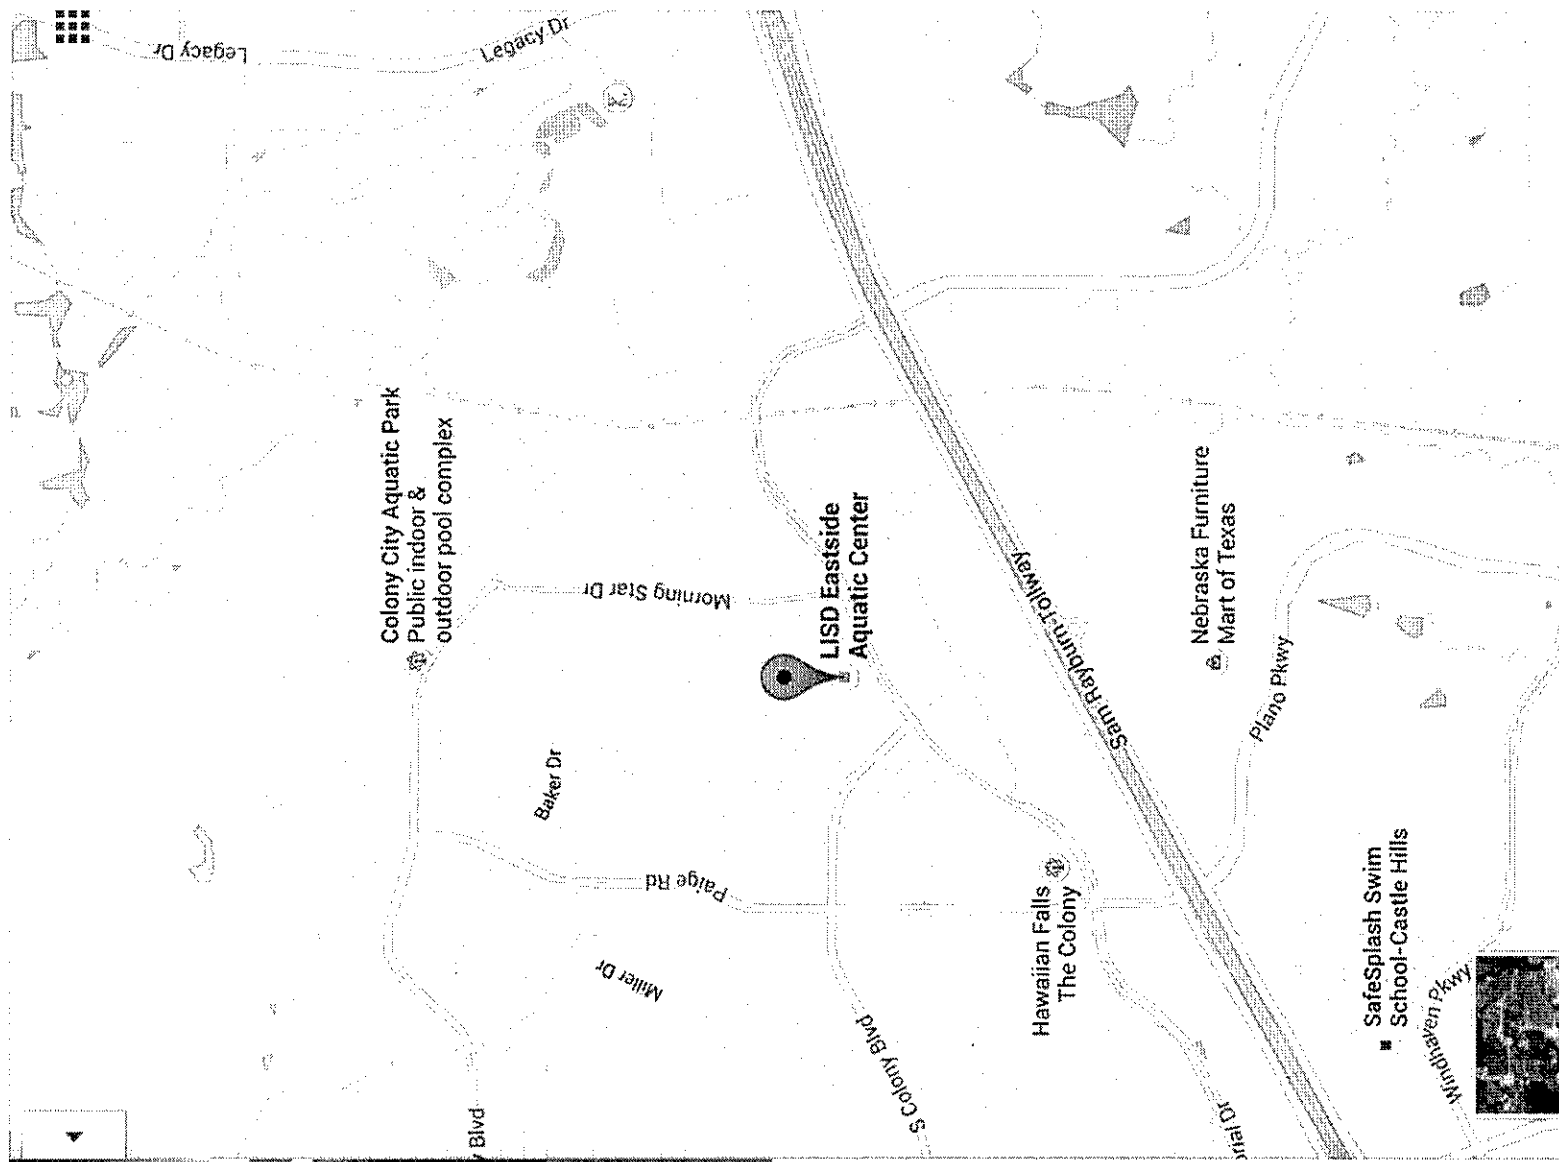 Legacy Dr
Colony City Aquatic Park
Public indoor &
outdoor pool complex
Blvd
Legacy Dr
Baker Dr
Miller Dr
Morning Star Dr
Paige Rd
LISD Eastside
Aquatic Center
S Colony Blvd
Hawaiian Falls
The Colony
Sam Rayburn Tollway
Nebraska Furniture
Mart of Texas
orial Dr
Plano Pkwy
SafeSplash Swim
School-Castle Hills
Windhaven Pkwy